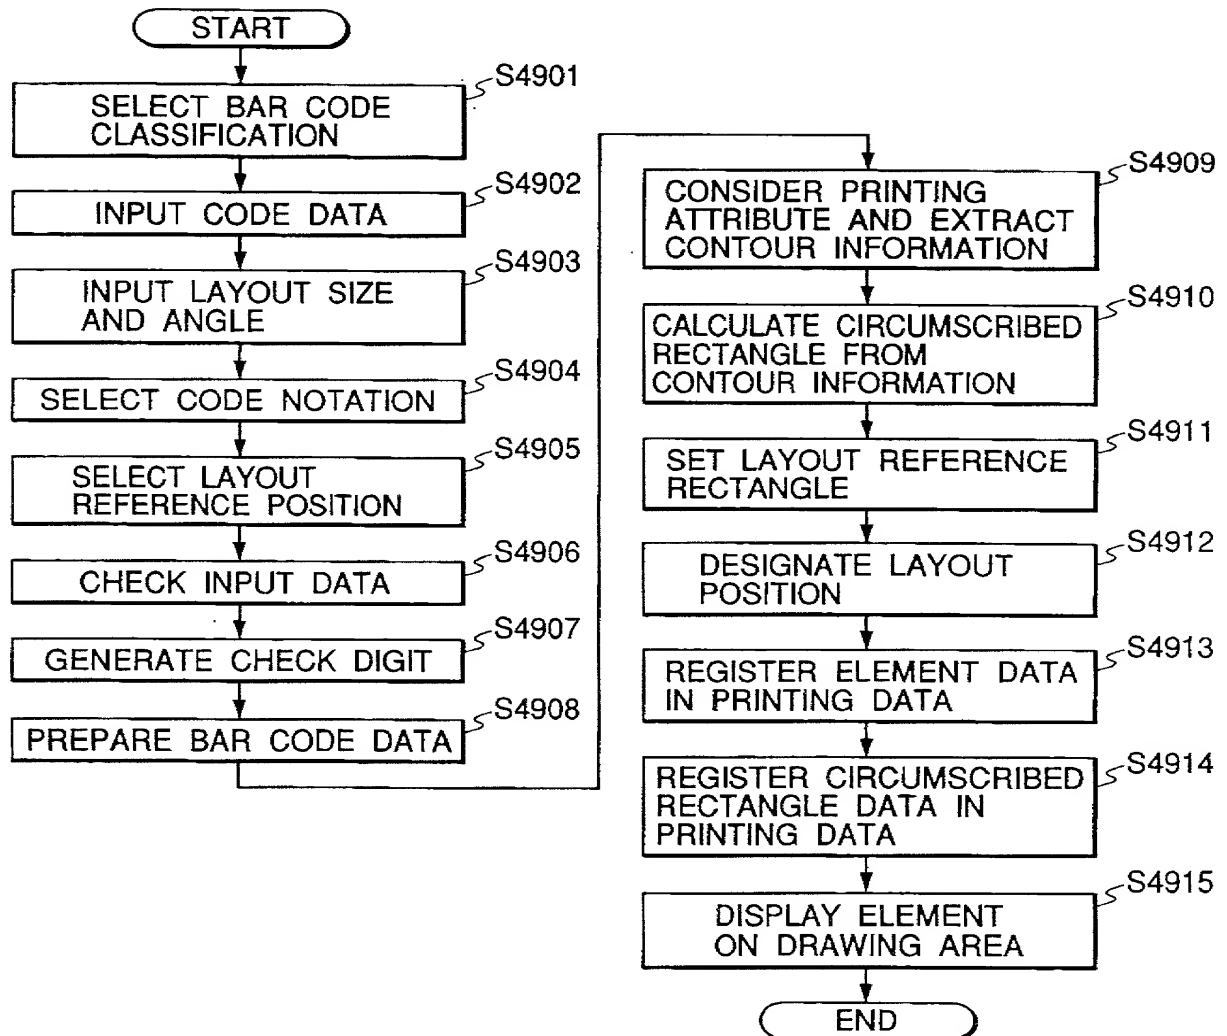 START
S4901
SELECT BAR CODE
CLASSIFICATION
S4902
INPUT CODE DATA
S4903
INPUT LAYOUT SIZE
AND ANGLE
S4904
SELECT CODE NOTATION
S4905
SELECT LAYOUT
REFERENCE POSITION
S4906
CHECK INPUT DATA
S4907
GENERATE CHECK DIGIT
S4908
PREPARE BAR CODE DATA
S4909
CONSIDER PRINTING
ATTRIBUTE AND EXTRACT
CONTOUR INFORMATION
S4910
CALCULATE CIRCUMSCRIBED
RECTANGLE FROM
CONTOUR INFORMATION
S4911
SET LAYOUT REFERENCE
RECTANGLE
S4912
DESIGNATE LAYOUT
POSITION
S4913
REGISTER ELEMENT DATA
IN PRINTING DATA
S4914
REGISTER CIRCUMSCRIBED
RECTANGLE DATA IN
PRINTING DATA
S4915
DISPLAY ELEMENT
ON DRAWING AREA
END